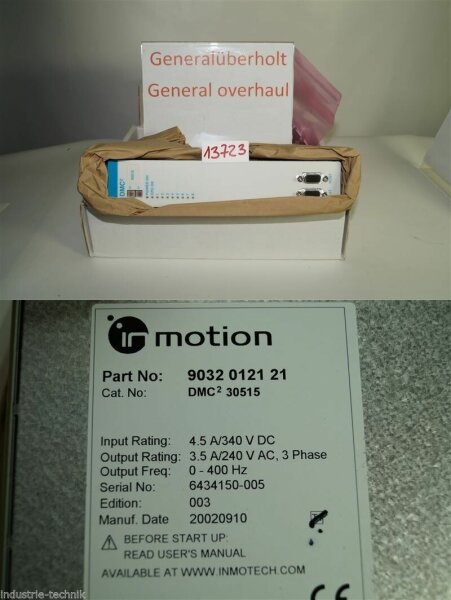 Generalüberholt
General overhaul
13723
DMC²
inmotion
Part No: 9032 0121 21
Cat. No: DMC² 30515
Input Rating: 4.5 A/340 V DC
Output Rating: 3.5 A/240 V AC, 3 Phase
Output Freq: 0 - 400 Hz
Serial No: 6434150-005
Edition: 003
Manuf. Date 20020910
BEFORE START UP:
READ USER'S MANUAL
AVAILABLE AT WWW.INMOTECH.COM
CE
industrie-technik